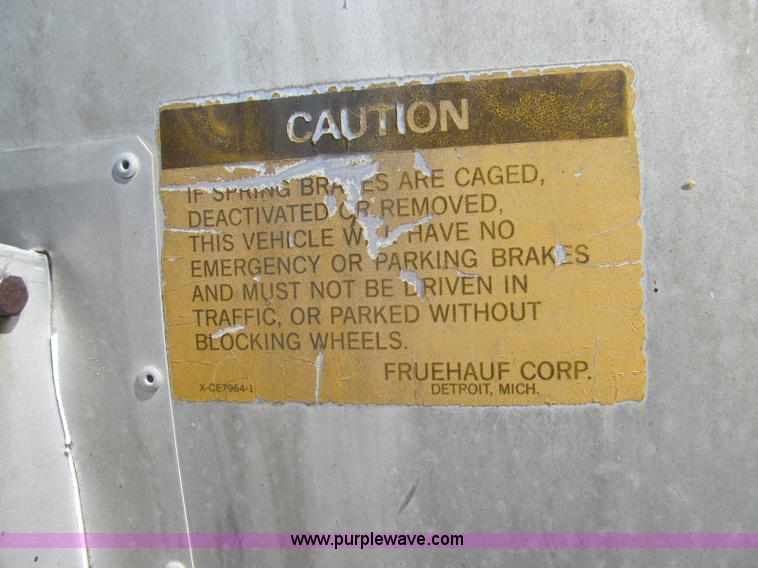 CAUTION
IF SPRING BRAKES ARE CAGED,
DEACTIVATED OR REMOVED,
THIS VEHICLE WILL HAVE NO
EMERGENCY OR PARKING BRAKES
AND MUST NOT BE DRIVEN IN
TRAFFIC, OR PARKED WITHOUT
BLOCKING WHEELS.
FRUEHAUF CORP.
DETROIT, MICH.
X-CE7964-1
www.purplewave.com